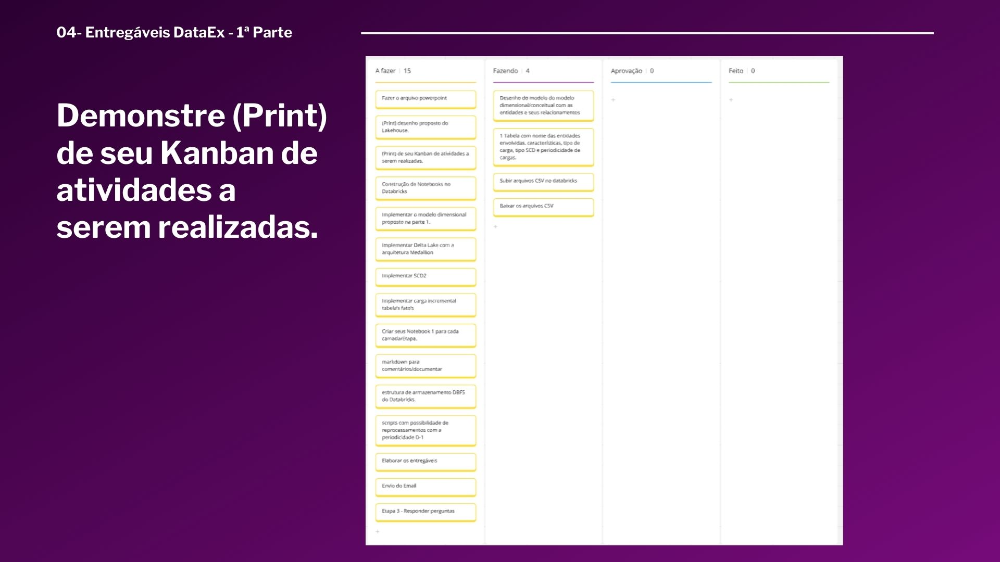 04- Entregáveis DataEx - 1ª Parte
Demonstre (Print)
de seu Kanban de
atividades a
serem realizadas.
A fazer | 15
Fazer o arquivo powerpoint
(Print) desenho proposto do
Lakehouse.
(Print) de seu Kanban de atividades a
serem realizadas.
Construção de Notebooks no
Databricks
Implementar o modelo dimensional
proposto na parte 1.
Implementar Delta Lake com a
arquitetura Medallion
Implementar SCD2
Implementar carga incremental
tabela's fato's
Criar seus Notebook 1 para cada
camada/Etapa.
markdown para
comentários/documentar
estrutura de armazenamento DBFS
do Databricks.
scripts com possibilidade de
reprocessamentos com a
periodicidade D-1
Elaborar os entregáveis
Envio do Email
Etapa 3 - Responder perguntas
+
Fazendo | 4
Desenho do modelo do modelo
dimensional/conceitual com as
entidades e seus relacionamentos
1 Tabela com nome das entidades
envolvidas, características, tipo de
carga, tipo SCD e periodicidade de
cargas.
Subir arquivos CSV no databricks
Baixar os arquivos CSV
+
Aprovação | 0
+
Feito | 0
+